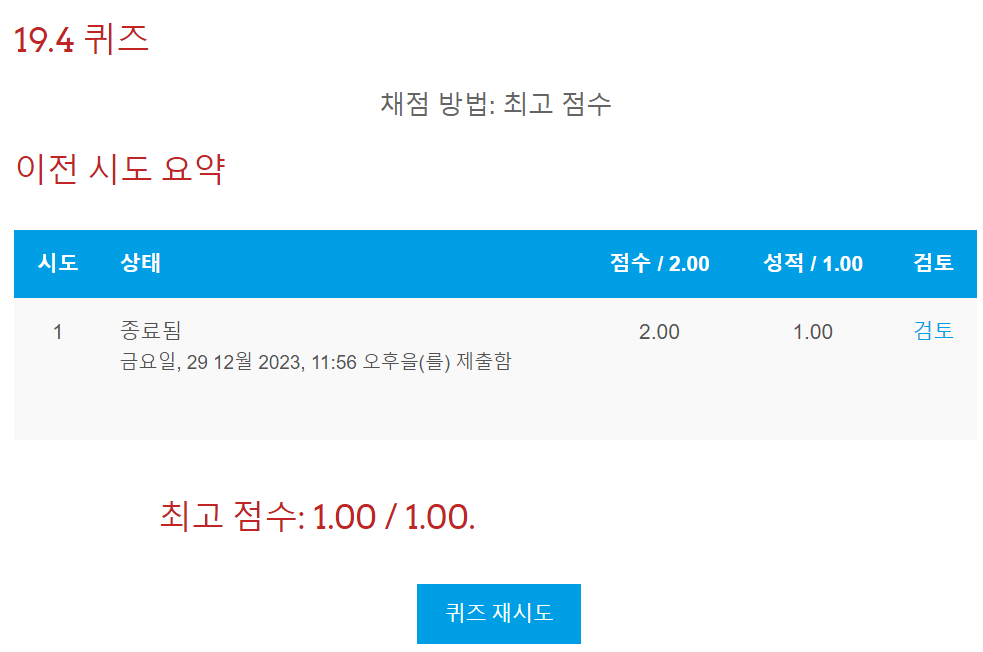 19.4 퀴즈
채점 방법: 최고 점수
이전 시도 요약
시도 상태 점수 / 2.00 성적 / 1.00 검토
1 종료됨 2.00 1.00 검토
금요일, 29 12월 2023, 11:56 오후을(를) 제출함
최고 점수: 1.00 / 1.00.
퀴즈 재시도